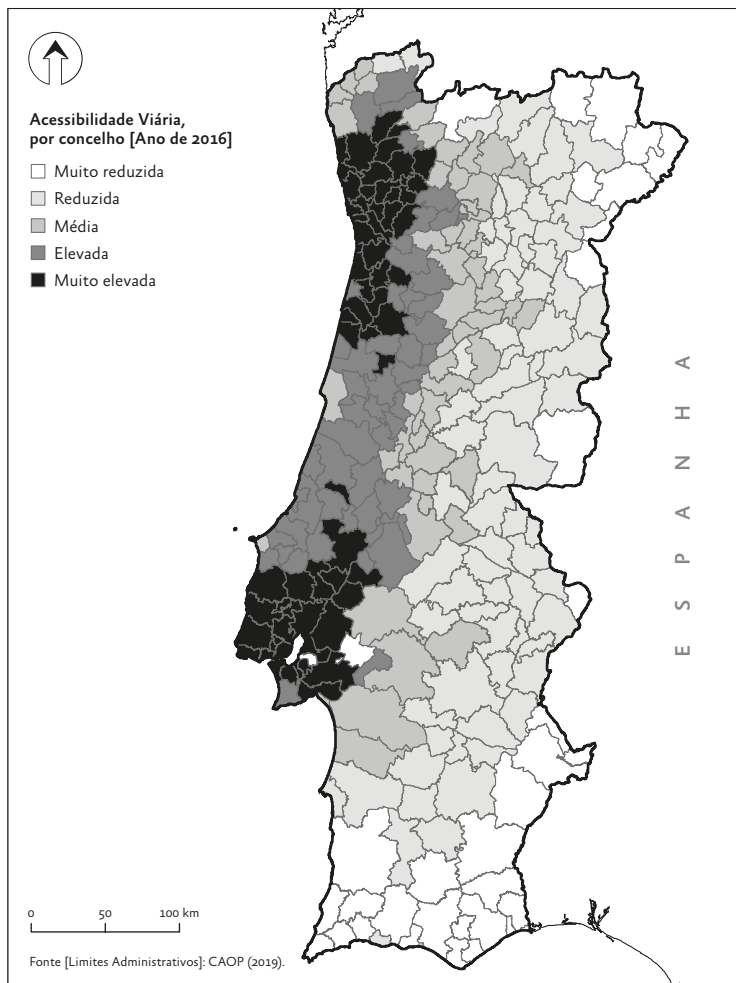 Acessibilidade Viária,
por concelho [Ano de 2016]
Muito reduzida
Reduzida
Média
Elevada
Muito elevada
ESPANHA
0 50 100 km
Fonte [Limites Administrativos]: CAOP (2019).